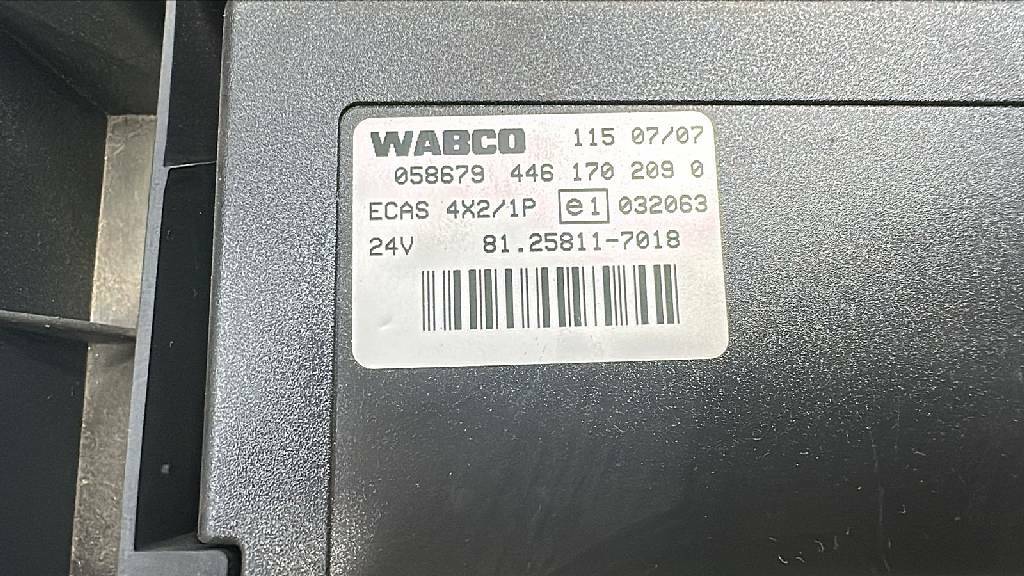 WABCO 115 07/07
058679 446 170 209 0
ECAS 4X2/1P e1 032063
24V 81.25811-7018